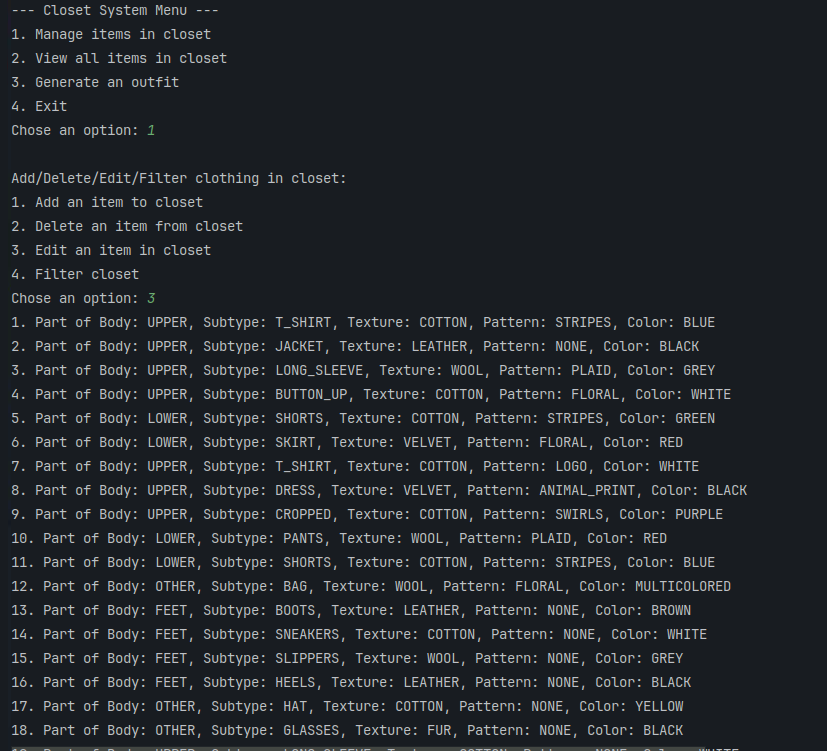 --- Closet System Menu ---
1. Manage items in closet
2. View all items in closet
3. Generate an outfit
4. Exit
Chose an option: 1
Add/Delete/Edit/Filter clothing in closet:
1. Add an item to closet
2. Delete an item from closet
3. Edit an item in closet
4. Filter closet
Chose an option: 3
1. Part of Body: UPPER, Subtype: T_SHIRT, Texture: COTTON, Pattern: STRIPES, Color: BLUE
2. Part of Body: UPPER, Subtype: JACKET, Texture: LEATHER, Pattern: NONE, Color: BLACK
3. Part of Body: UPPER, Subtype: LONG_SLEEVE, Texture: WOOL, Pattern: PLAID, Color: GREY
4. Part of Body: UPPER, Subtype: BUTTON_UP, Texture: COTTON, Pattern: FLORAL, Color: WHITE
5. Part of Body: LOWER, Subtype: SHORTS, Texture: COTTON, Pattern: STRIPES, Color: GREEN
6. Part of Body: LOWER, Subtype: SKIRT, Texture: VELVET, Pattern: FLORAL, Color: RED
7. Part of Body: UPPER, Subtype: T_SHIRT, Texture: COTTON, Pattern: LOGO, Color: WHITE
8. Part of Body: UPPER, Subtype: DRESS, Texture: VELVET, Pattern: ANIMAL_PRINT, Color: BLACK
9. Part of Body: UPPER, Subtype: CROPPED, Texture: COTTON, Pattern: SWIRLS, Color: PURPLE
10. Part of Body: LOWER, Subtype: PANTS, Texture: WOOL, Pattern: PLAID, Color: RED
11. Part of Body: LOWER, Subtype: SHORTS, Texture: COTTON, Pattern: STRIPES, Color: BLUE
12. Part of Body: OTHER, Subtype: BAG, Texture: WOOL, Pattern: FLORAL, Color: MULTICOLORED
13. Part of Body: FEET, Subtype: BOOTS, Texture: LEATHER, Pattern: NONE, Color: BROWN
14. Part of Body: FEET, Subtype: SNEAKERS, Texture: COTTON, Pattern: NONE, Color: WHITE
15. Part of Body: FEET, Subtype: SLIPPERS, Texture: WOOL, Pattern: NONE, Color: GREY
16. Part of Body: FEET, Subtype: HEELS, Texture: LEATHER, Pattern: NONE, Color: BLACK
17. Part of Body: OTHER, Subtype: HAT, Texture: COTTON, Pattern: NONE, Color: YELLOW
18. Part of Body: OTHER, Subtype: GLASSES, Texture: FUR, Pattern: NONE, Color: BLACK